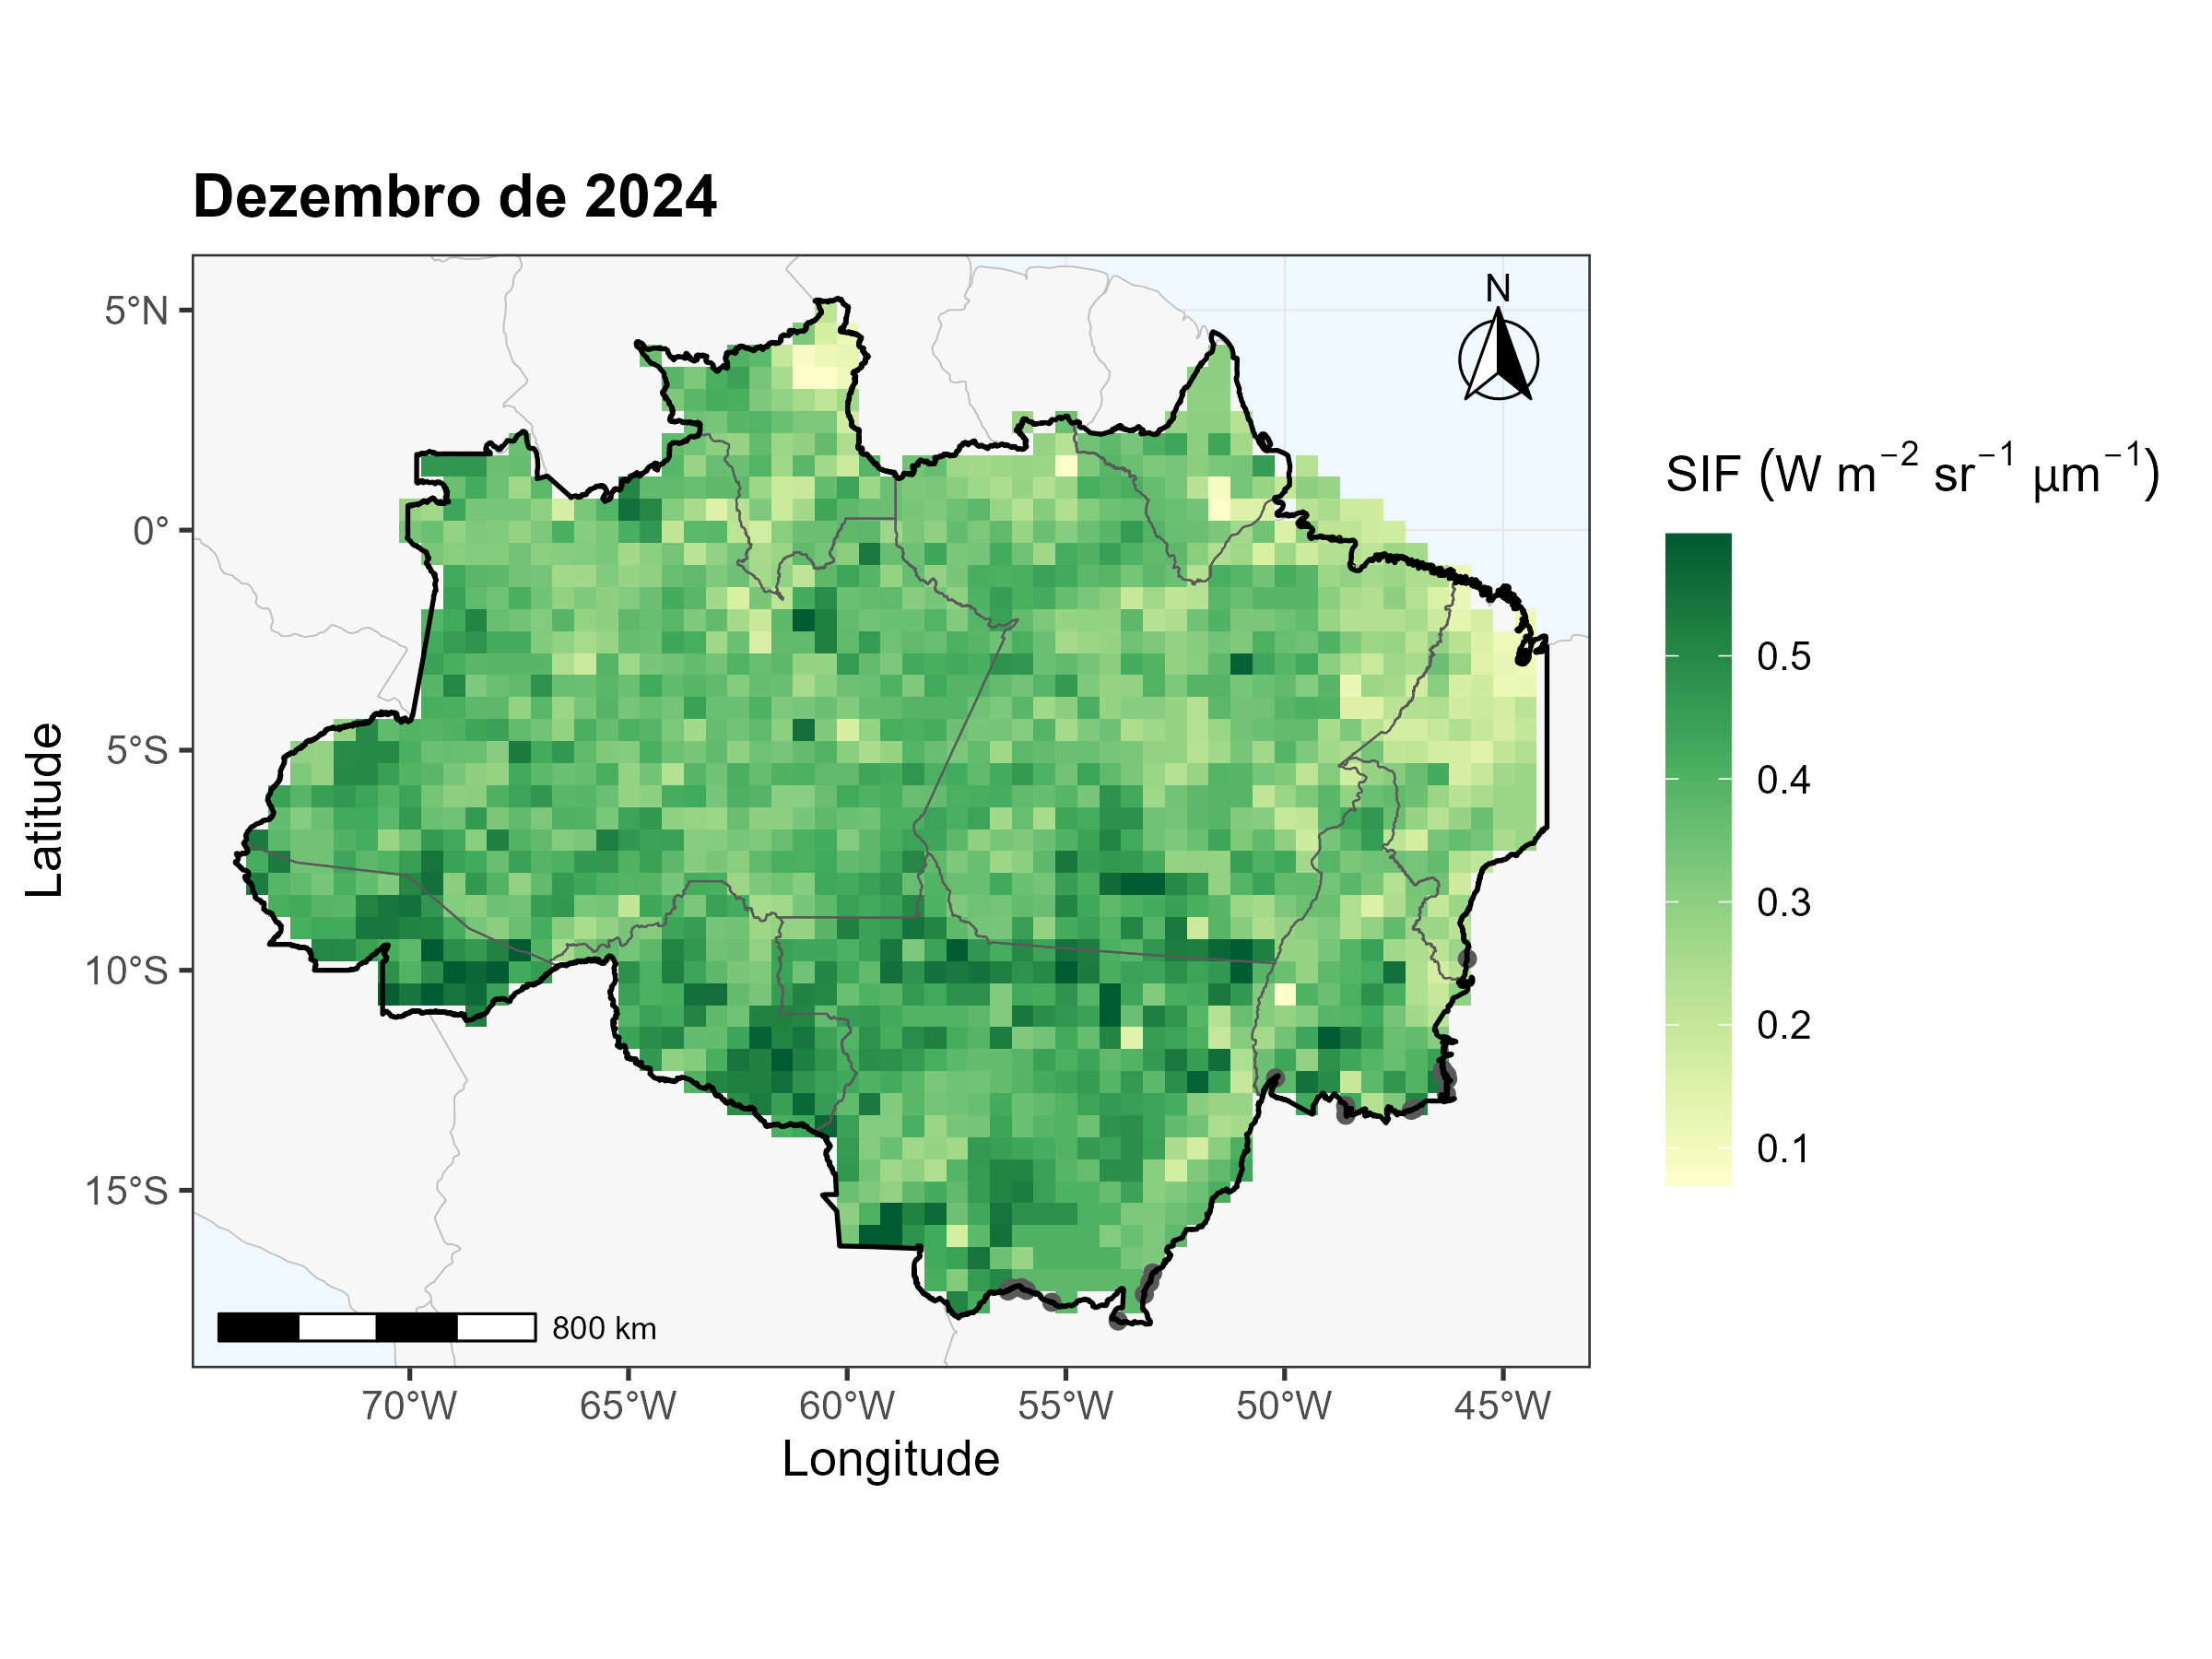 Dezembro de 2024
N
5°N
0°
5°S
10°S
15°S
Latitude
800 km
70°W 65°W 60°W 55°W 50°W 45°W
Longitude
SIF (W m⁻² sr⁻¹ µm⁻¹)
0.5
0.4
0.3
0.2
0.1